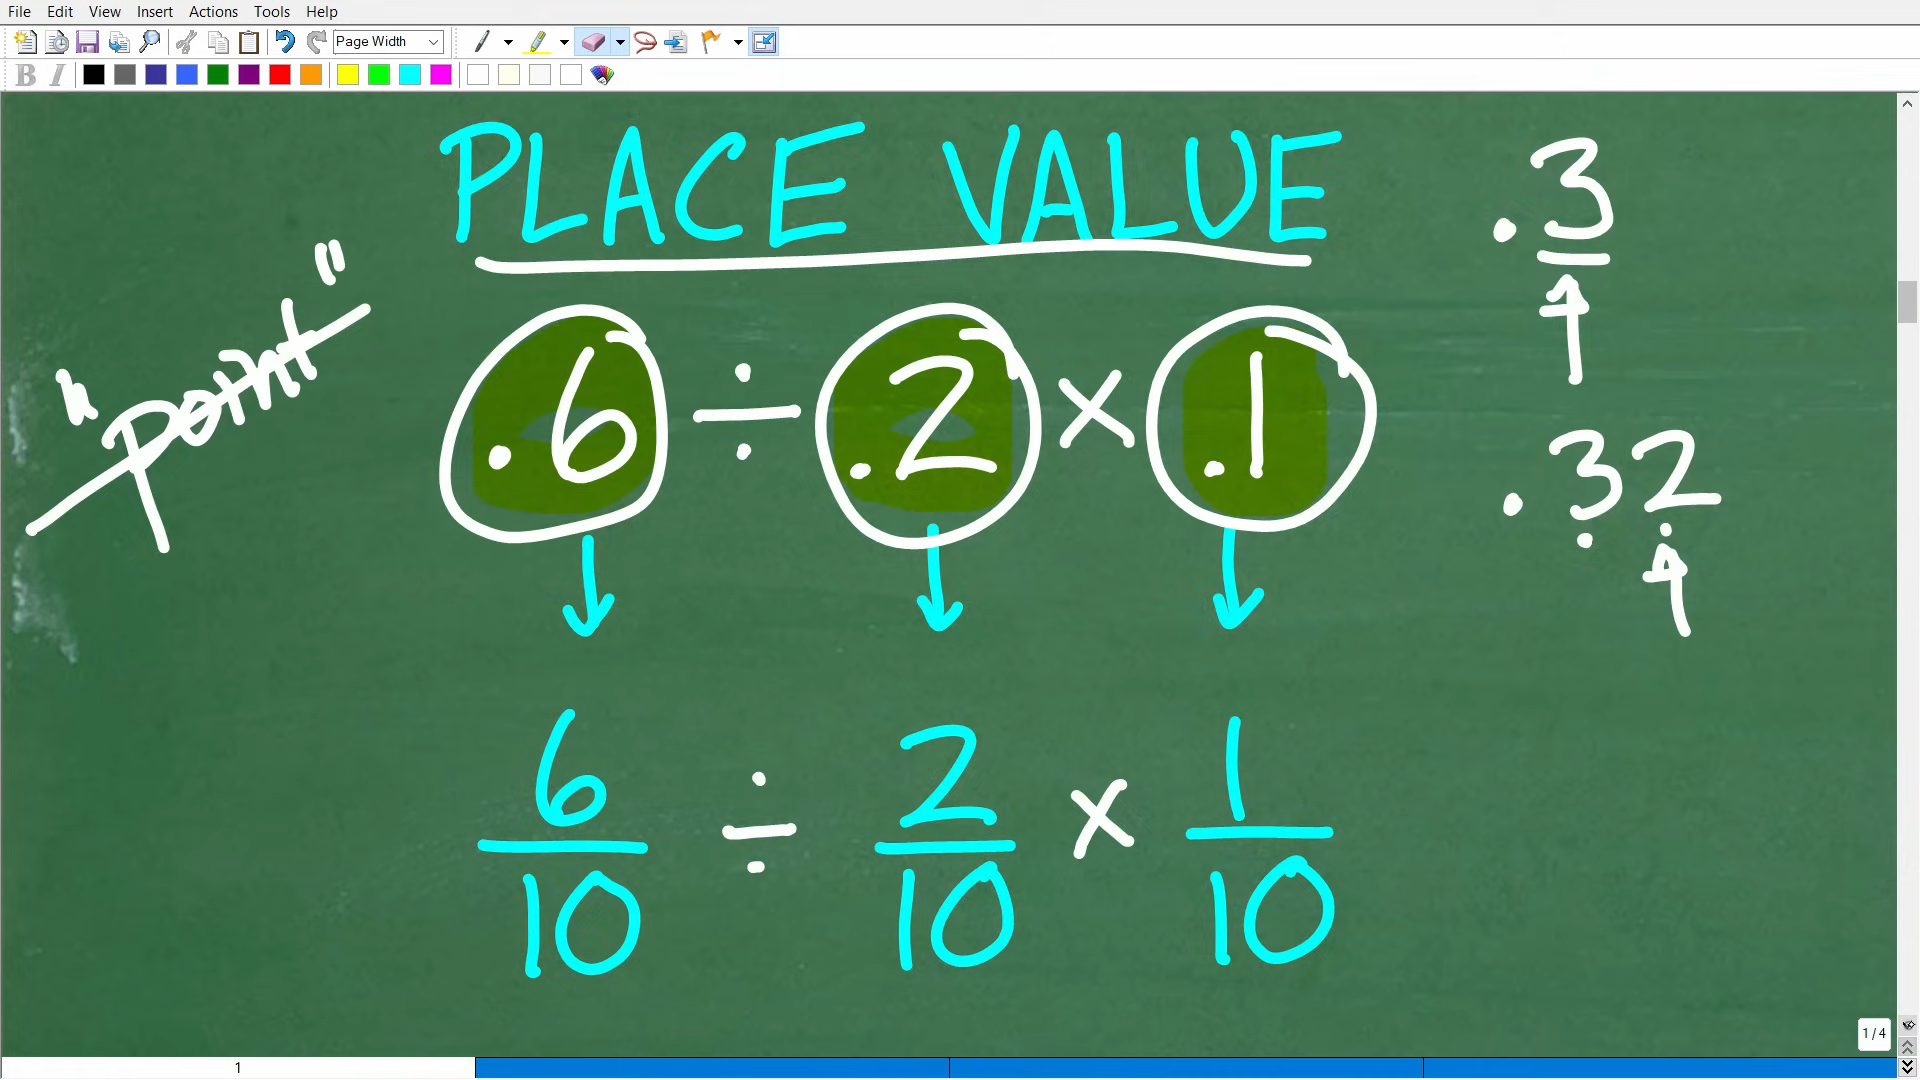 File Edit View Insert Actions Tools Help
Page Width
B I
PLACE VALUE
"point"
.6 ÷ .2 × .1
.3
.32
6/10 ÷ 2/10 × 1/10
1 / 4
1